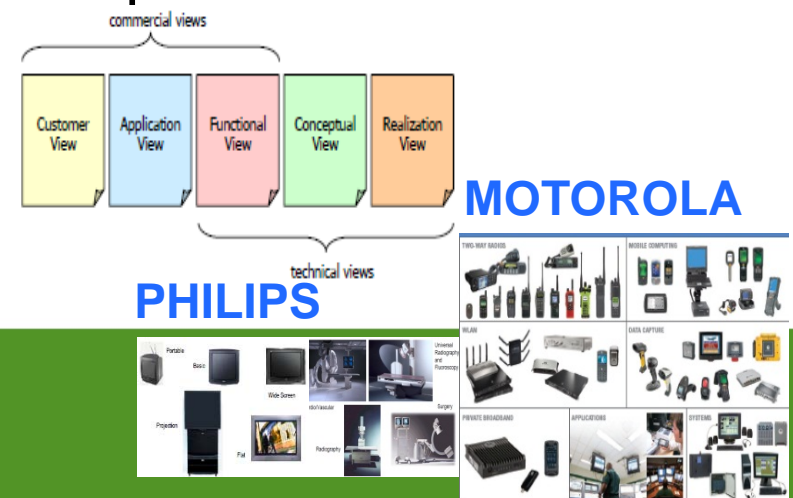 commercial views
Customer
View
Application
View
Functional
View
Conceptual
View
Realization
View
technical views
MOTOROLA
PHILIPS
TWO-WAY RADIOS
MOBILE COMPUTING
WLAN
DATA CAPTURE
PRIVATE BROADBAND
APPLICATIONS
SYSTEMS
Portable
Basic
Wide Screen
Projection
Flat
Universal
Radiography
and
Fluoroscopy
Surgery
Radiography